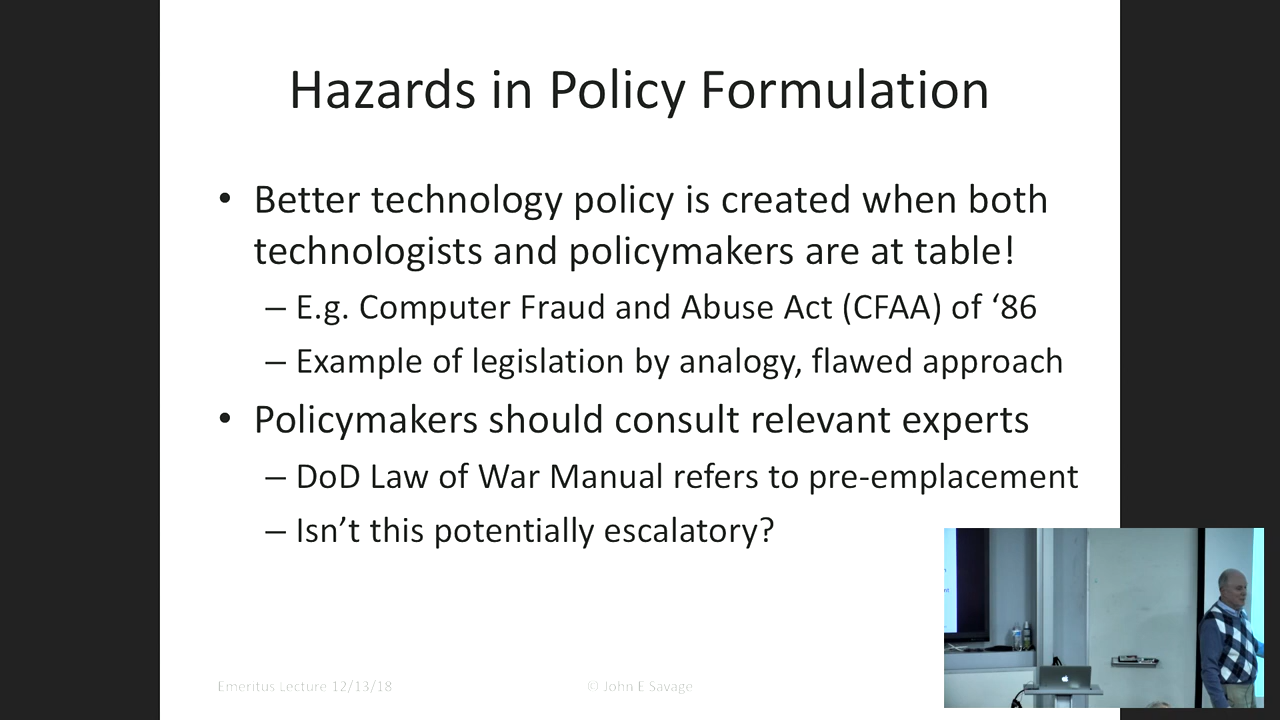 Hazards in Policy Formulation
• Better technology policy is created when both
technologists and policymakers are at table!
– E.g. Computer Fraud and Abuse Act (CFAA) of ‘86
– Example of legislation by analogy, flawed approach
• Policymakers should consult relevant experts
– DoD Law of War Manual refers to pre-emplacement
– Isn’t this potentially escalatory?
Emeritus Lecture 12/13/18
© John E Savage